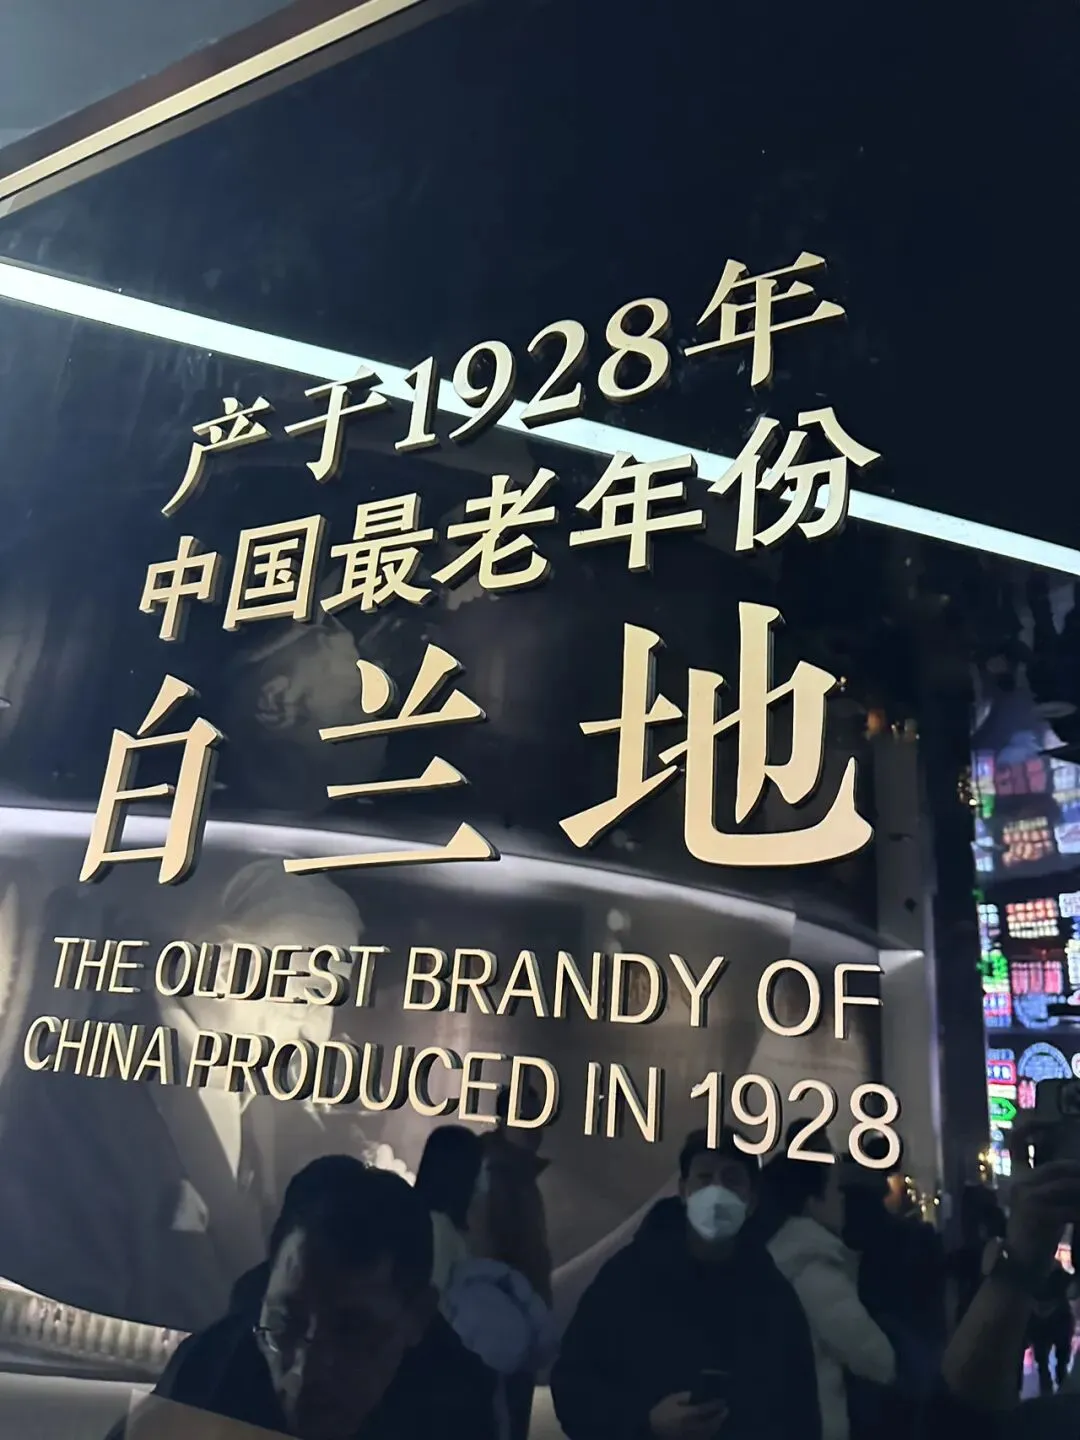 产于1928年
中国最老年份
白兰地
THE OLDEST BRANDY OF
CHINA PRODUCED IN 1928